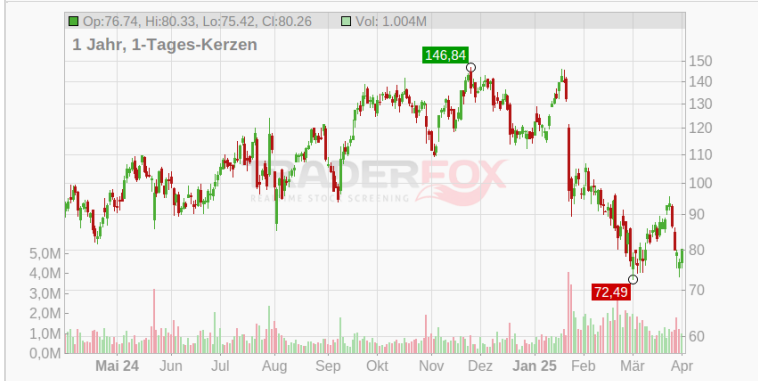 Op:76.74, Hi:80.33, Lo:75.42, Cl:80.26 Vol: 1.004M
1 Jahr, 1-Tages-Kerzen
146,84
150
140
130
120
110
100
90
80
70
60
TRADERFOX
REAL-TIME STOCK SCREENING
72,49
5,0M
4,0M
3,0M
2,0M
1,0M
0,0M
Mai 24 Jun Jul Aug Sep Okt Nov Dez Jan 25 Feb Mär Apr